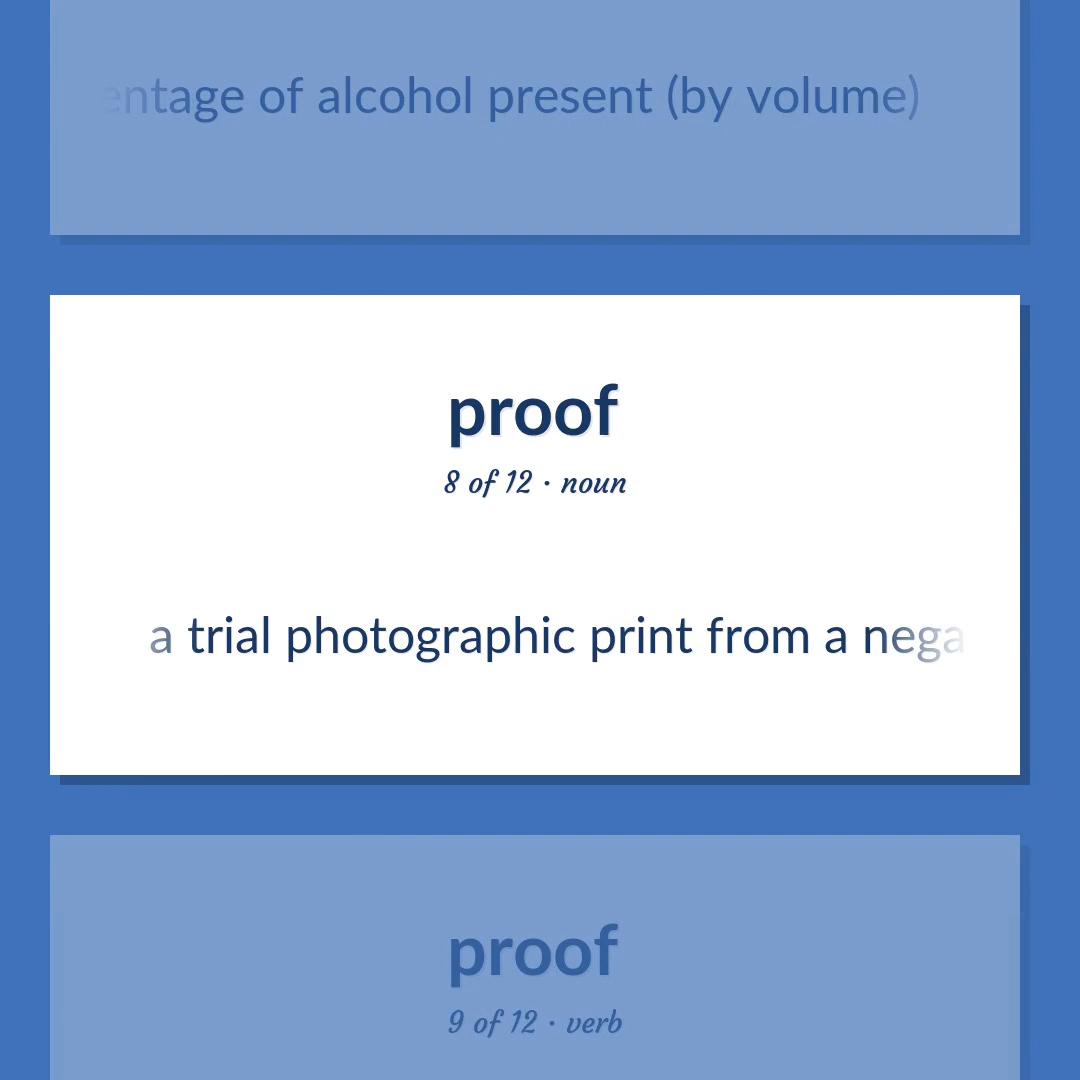 entage of alcohol present (by volume)
proof
8 of 12 · noun
a trial photographic print from a nega
proof
9 of 12 · verb